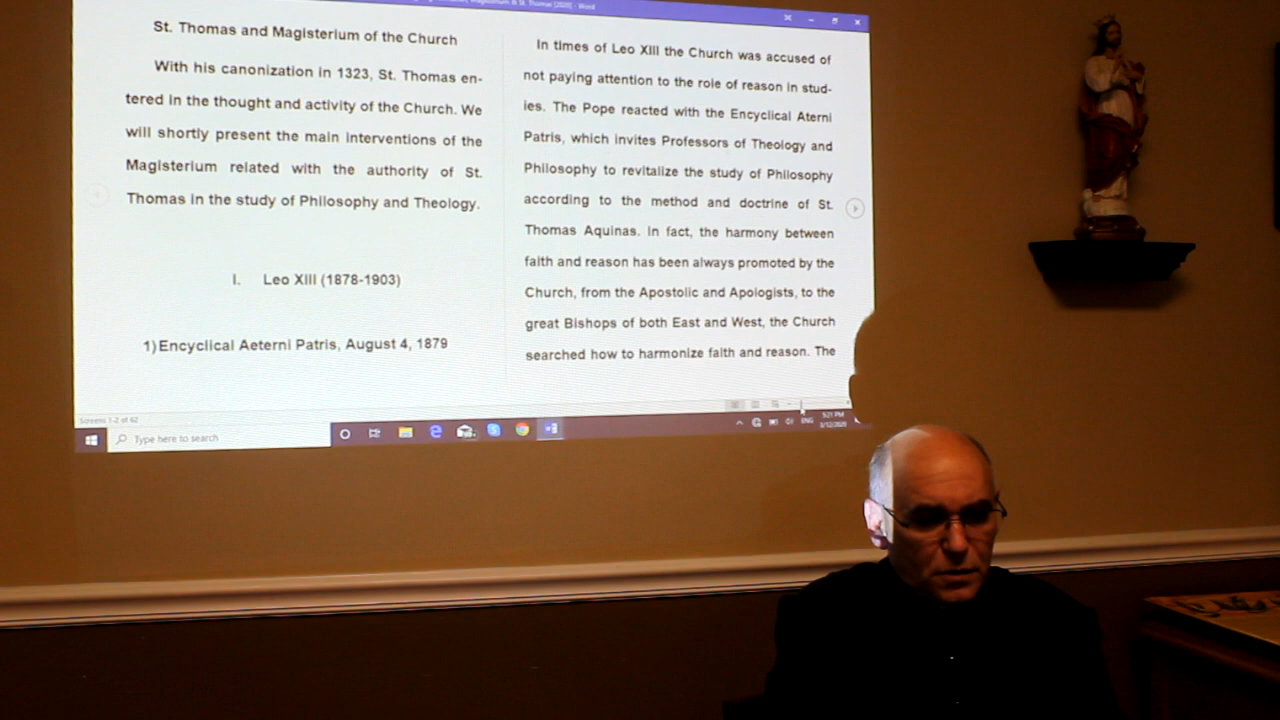 St. Thomas and Magisterium of the Church
With his canonization in 1323, St. Thomas en-
tered in the thought and activity of the Church. We
will shortly present the main interventions of the
Magisterium related with the authority of St.
Thomas in the study of Philosophy and Theology.
I. Leo XIII (1878-1903)
1)Encyclical Aeterni Patris, August 4, 1879
In times of Leo XIII the Church was accused of
not paying attention to the role of reason in stud-
ies. The Pope reacted with the Encyclical Aterni
Patris, which invites Professors of Theology and
Philosophy to revitalize the study of Philosophy
according to the method and doctrine of St.
Thomas Aquinas. In fact, the harmony between
faith and reason has been always promoted by the
Church, from the Apostolic and Apologists, to the
great Bishops of both East and West, the Church
searched how to harmonize faith and reason. The
Screens 1-2 of 62
Type here to search
ENG